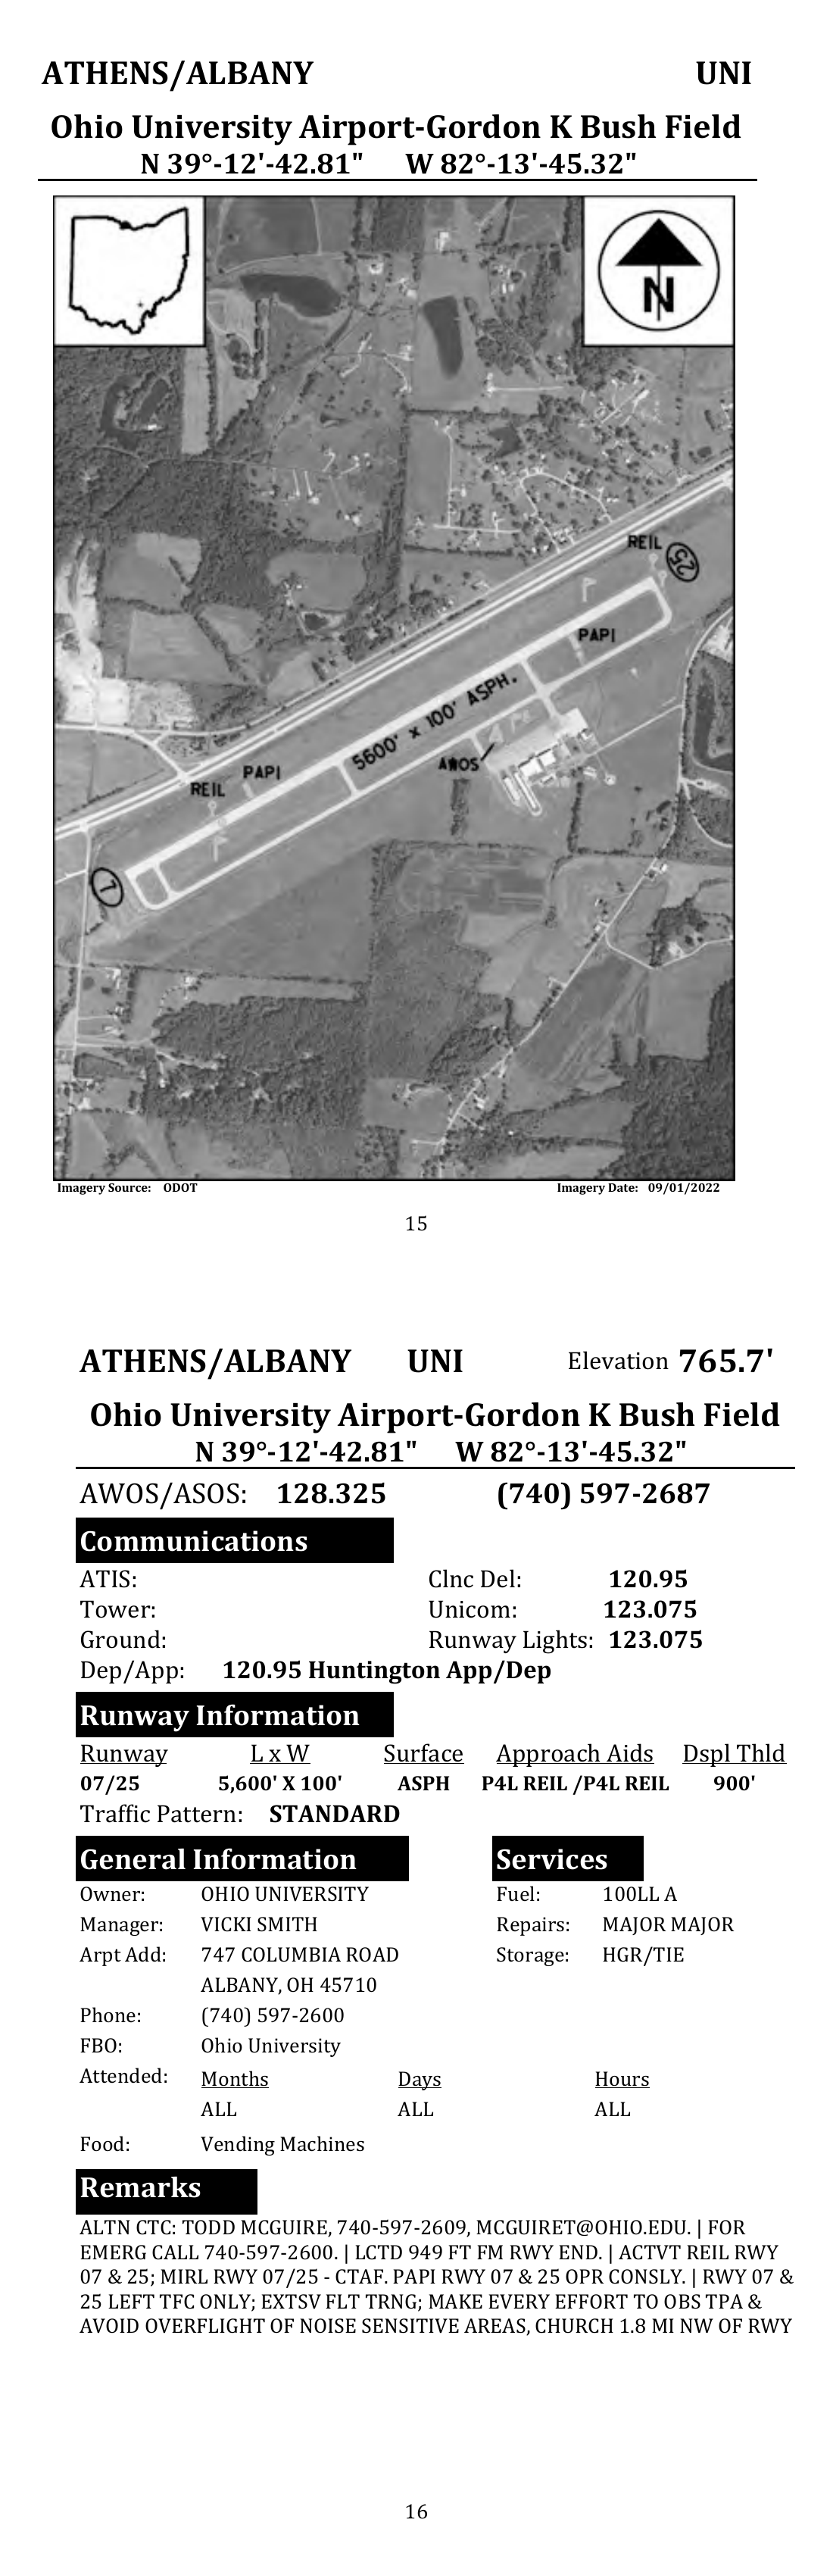 ATHENS/ALBANY UNI
Ohio University Airport-Gordon K Bush Field
N 39°-12'-42.81" W 82°-13'-45.32"
N
REIL
25
PAPI
5600' x 100' ASPH.
AWOS
PAPI
REIL
7
Imagery Source: ODOT Imagery Date: 09/01/2022
15
ATHENS/ALBANY UNI Elevation 765.7'
Ohio University Airport-Gordon K Bush Field
N 39°-12'-42.81" W 82°-13'-45.32"
AWOS/ASOS: 128.325 (740) 597-2687
Communications
ATIS: Clnc Del: 120.95
Tower: Unicom: 123.075
Ground: Runway Lights: 123.075
Dep/App: 120.95 Huntington App/Dep
Runway Information
Runway L x W Surface Approach Aids Dspl Thld
07/25 5,600' X 100' ASPH P4L REIL /P4L REIL 900'
Traffic Pattern: STANDARD
General Information Services
Owner: OHIO UNIVERSITY Fuel: 100LL A
Manager: VICKI SMITH Repairs: MAJOR MAJOR
Arpt Add: 747 COLUMBIA ROAD Storage: HGR/TIE
ALBANY, OH 45710
Phone: (740) 597-2600
FBO: Ohio University
Attended: Months Days Hours
ALL ALL ALL
Food: Vending Machines
Remarks
ALTN CTC: TODD MCGUIRE, 740-597-2609, MCGUIRET@OHIO.EDU. | FOR
EMERG CALL 740-597-2600. | LCTD 949 FT FM RWY END. | ACTVT REIL RWY
07 & 25; MIRL RWY 07/25 - CTAF. PAPI RWY 07 & 25 OPR CONSLY. | RWY 07 &
25 LEFT TFC ONLY; EXTSV FLT TRNG; MAKE EVERY EFFORT TO OBS TPA &
AVOID OVERFLIGHT OF NOISE SENSITIVE AREAS, CHURCH 1.8 MI NW OF RWY
16